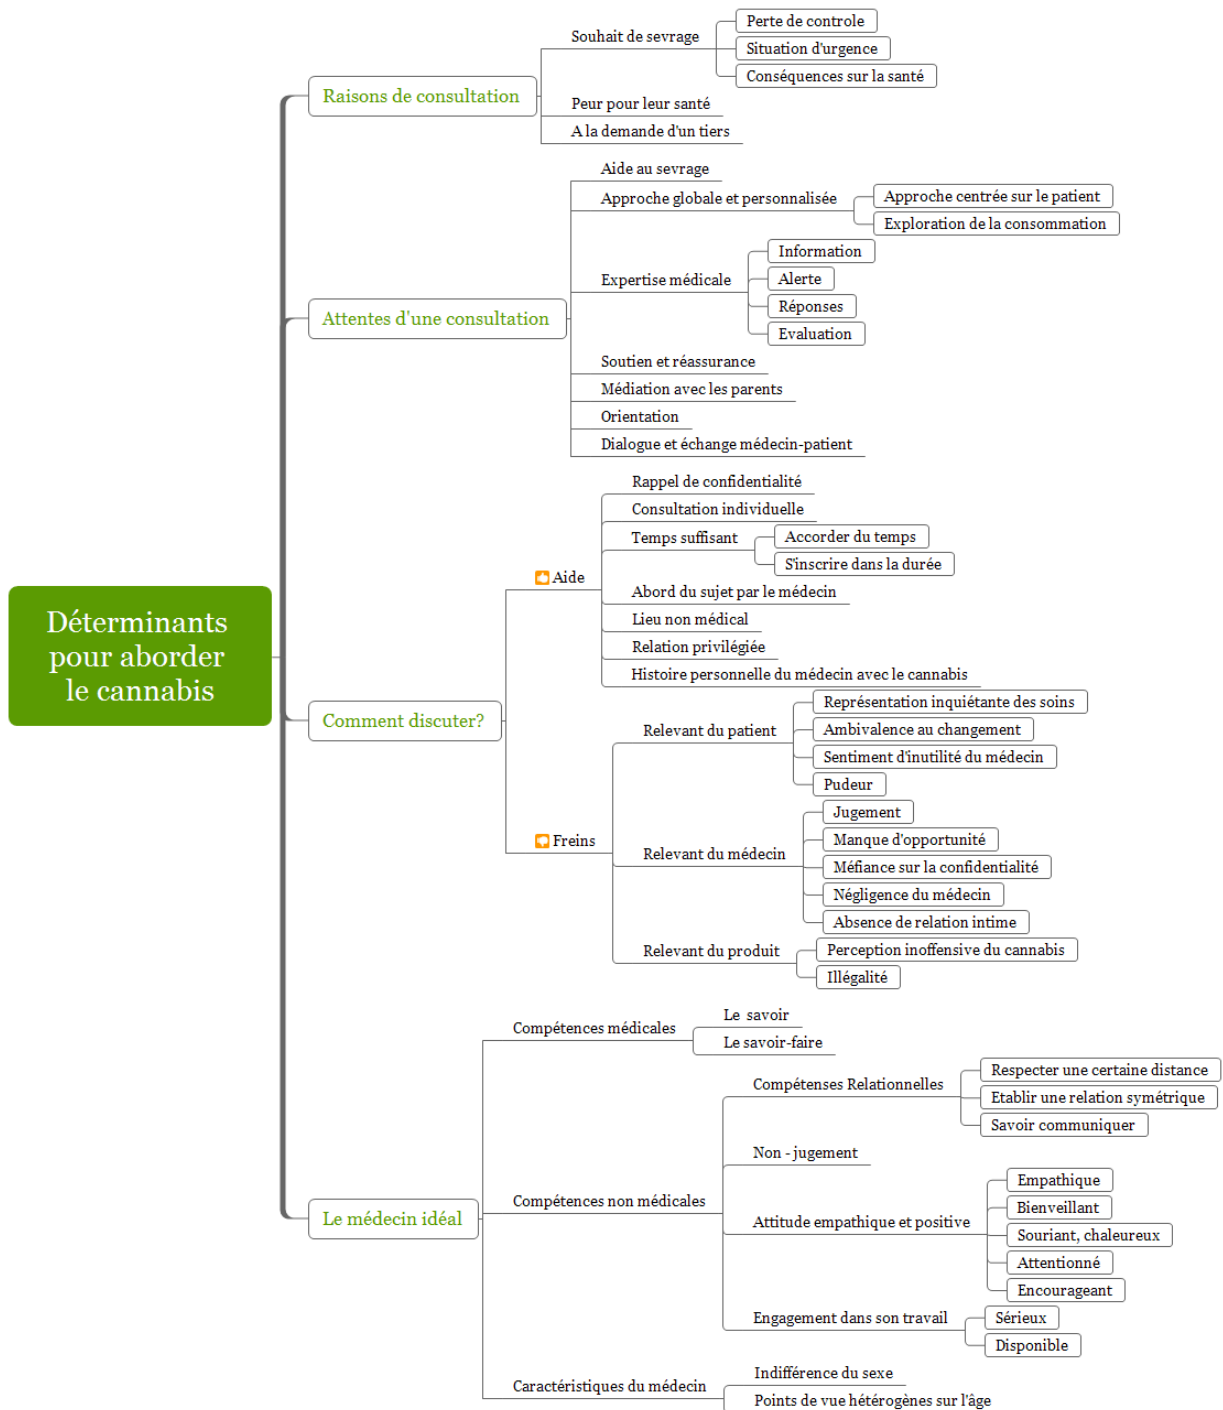 Déterminants
pour aborder
le cannabis
Raisons de consultation
Souhait de sevrage
Perte de controle
Situation d'urgence
Conséquences sur la santé
Peur pour leur santé
A la demande d'un tiers
Attentes d'une consultation
Aide au sevrage
Approche globale et personnalisée
Approche centrée sur le patient
Exploration de la consommation
Expertise médicale
Information
Alerte
Réponses
Evaluation
Soutien et réassurance
Médiation avec les parents
Orientation
Dialogue et échange médecin-patient
Comment discuter?
Aide
Rappel de confidentialité
Consultation individuelle
Temps suffisant
Accorder du temps
S'inscrire dans la durée
Abord du sujet par le médecin
Lieu non médical
Relation privilégiée
Histoire personnelle du médecin avec le cannabis
Freins
Relevant du patient
Représentation inquiétante des soins
Ambivalence au changement
Sentiment d'inutilité du médecin
Pudeur
Relevant du médecin
Jugement
Manque d'opportunité
Méfiance sur la confidentialité
Négligence du médecin
Absence de relation intime
Relevant du produit
Perception inoffensive du cannabis
Illégalité
Le médecin idéal
Compétences médicales
Le savoir
Le savoir-faire
Compétences non médicales
Compétenses Relationnelles
Respecter une certaine distance
Etablir une relation symétrique
Savoir communiquer
Non - jugement
Attitude empathique et positive
Empathique
Bienveillant
Souriant, chaleureux
Attentionné
Encourageant
Engagement dans son travail
Sérieux
Disponible
Caractéristiques du médecin
Indifférence du sexe
Points de vue hétérogènes sur l'âge